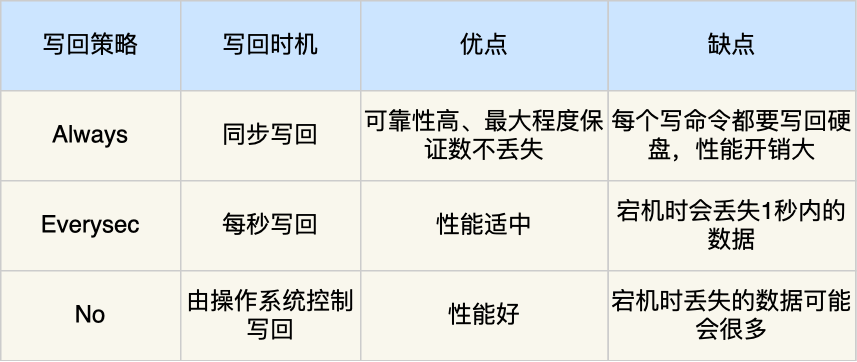 写回策略
写回时机
优点
缺点
Always
同步写回
可靠性高、最大程度保
证数不丢失
每个写命令都要写回硬
盘，性能开销大
Everysec
每秒写回
性能适中
宕机时会丢失1秒内的
数据
No
由操作系统控制
写回
性能好
宕机时丢失的数据可能
会很多